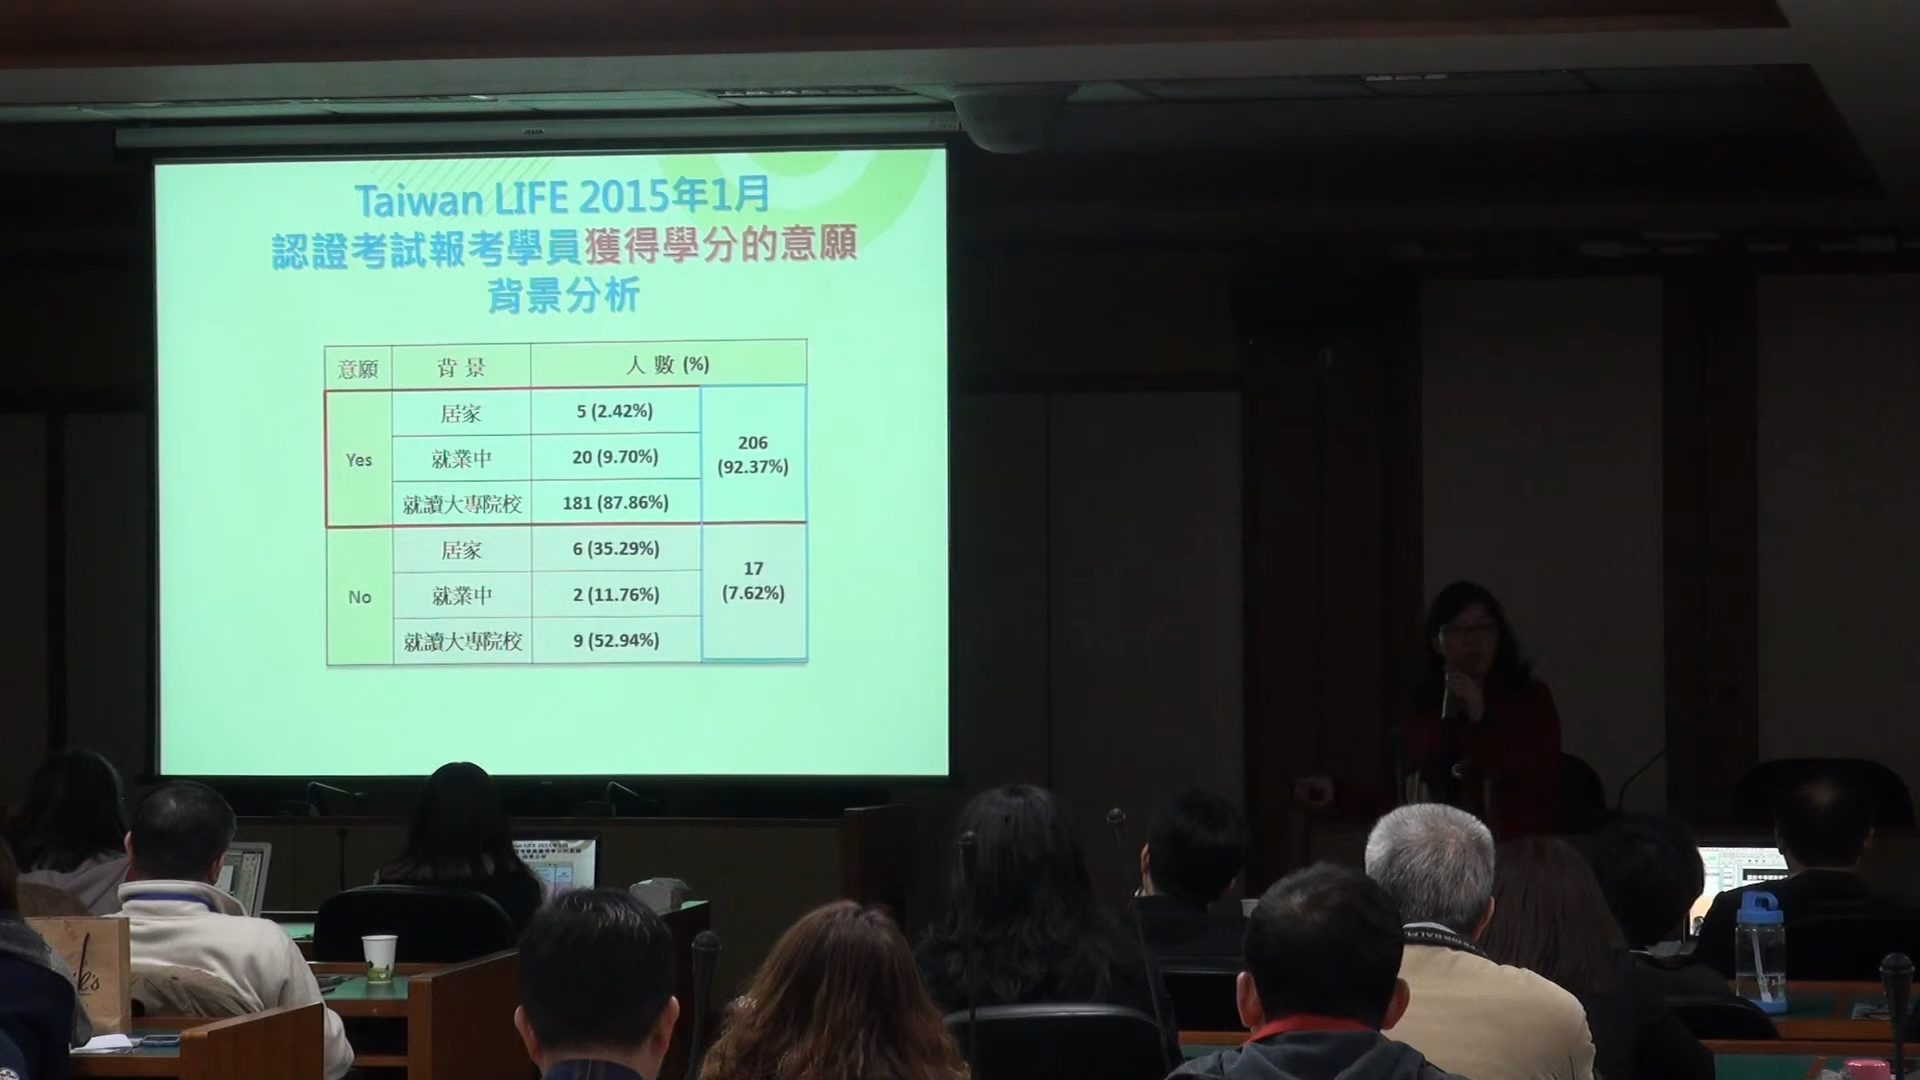 Taiwan LIFE 2015年1月
認證考試報考學員獲得學分的意願
背景分析
意願 背景 人數 (%)
Yes 居家 5 (2.42%) 206 (92.37%)
就業中 20 (9.70%)
就讀大專院校 181 (87.86%)
No 居家 6 (35.29%) 17 (7.62%)
就業中 2 (11.76%)
就讀大專院校 9 (52.94%)